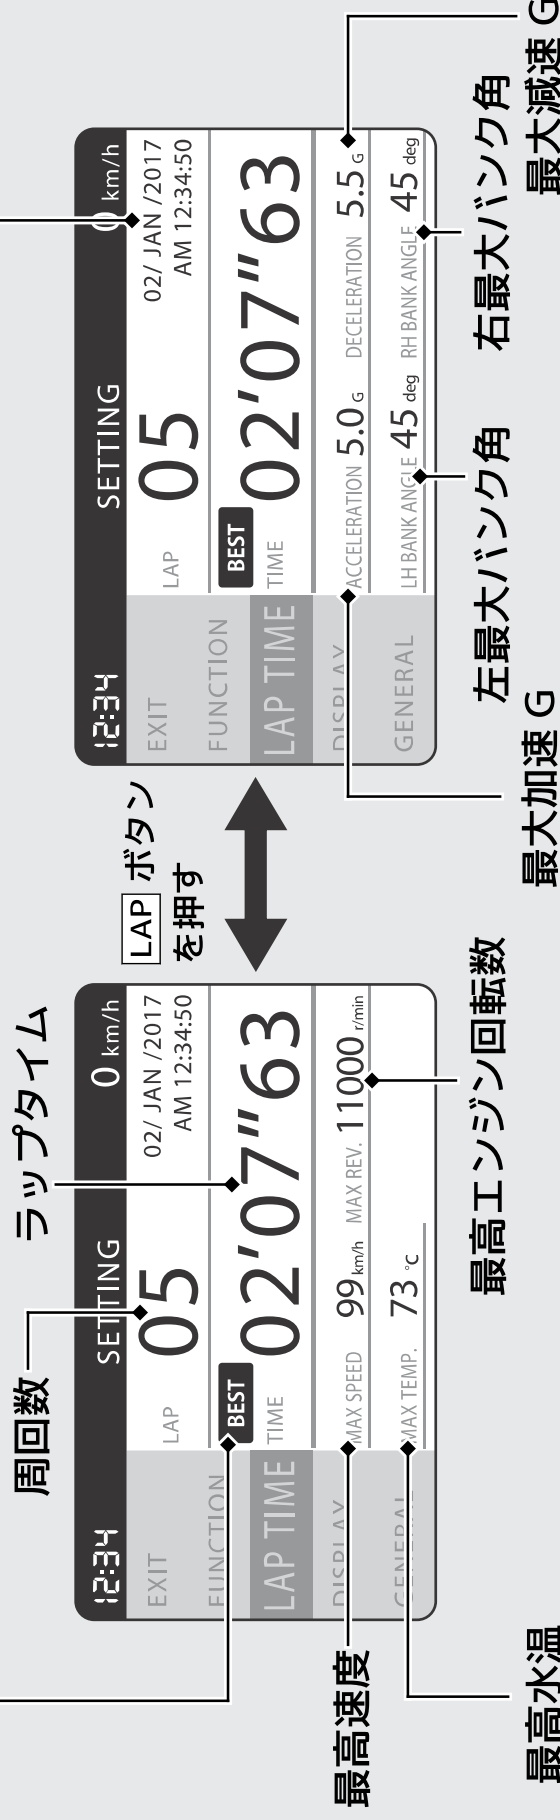 周回数
ラップタイム
12:34 SETTING 0 km/h
EXIT
FUNCTION
LAP TIME
DISPLAY
GENERAL
LAP 05 02/ JAN /2017
AM 12:34:50
BEST
TIME 02'07"63
MAX SPEED 99 km/h MAX REV. 11000 r/min
MAX TEMP. 73 °C
最高速度
最高水温
最高エンジン回転数
LAP ボタン
を押す
12:34 SETTING 0 km/h
EXIT
FUNCTION
LAP TIME
DISPLAY
GENERAL
LAP 05 02/ JAN /2017
AM 12:34:50
BEST
TIME 02'07"63
ACCELERATION 5.0 G DECELERATION 5.5 G
LH BANK ANGLE 45 deg RH BANK ANGLE 45 deg
左最大バンク角
右最大バンク角
最大加速 G
最大減速 G